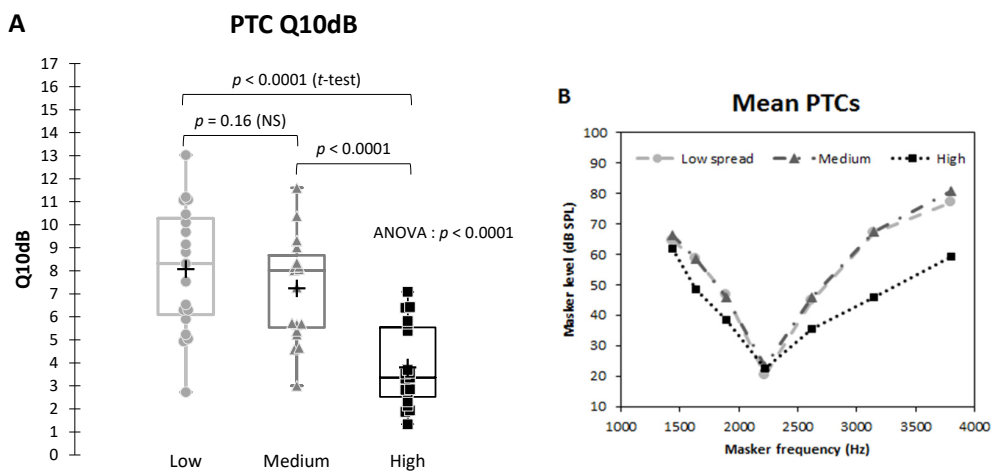 A
PTC Q10dB
p < 0.0001 (t-test)
p = 0.16 (NS)
p < 0.0001
ANOVA : p < 0.0001
Q10dB
17
16
15
14
13
12
11
10
9
8
7
6
5
4
3
2
1
0
Low
Medium
High
B
Mean PTCs
Low spread
Medium
High
Masker level (dB SPL)
100
90
80
70
60
50
40
30
20
10
1000
1500
2000
2500
3000
3500
4000
Masker frequency (Hz)